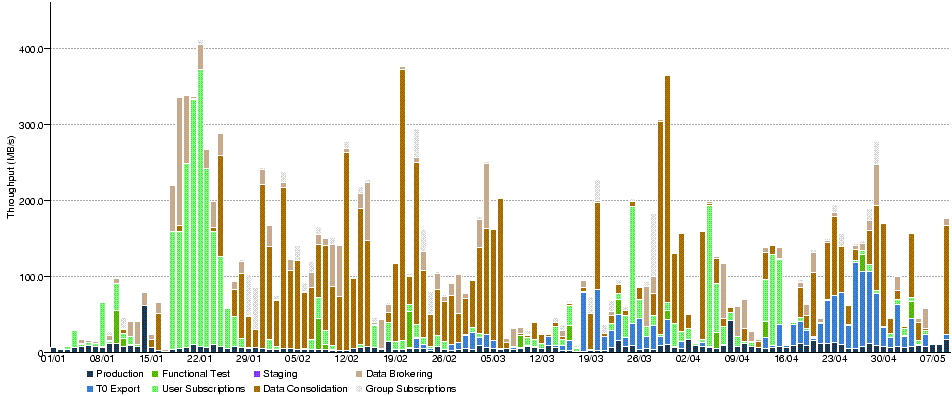 400.0
300.0
200.0
100.0
0
Throughput (MB/s)
01/01 08/01 15/01 22/01 29/01 05/02 12/02 19/02 26/02 05/03 12/03 19/03 26/03 02/04 09/04 16/04 23/04 30/04 07/05
Production Functional Test Staging Data Brokering
T0 Export User Subscriptions Data Consolidation Group Subscriptions